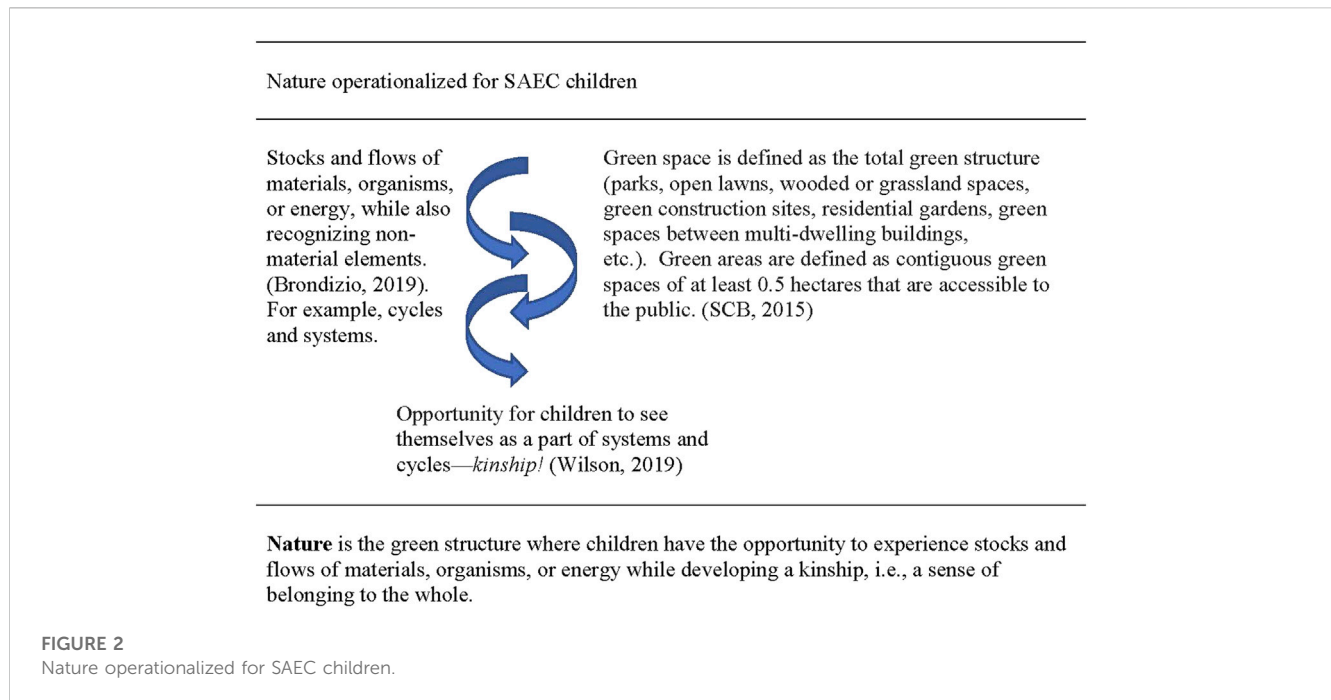 Nature operationalized for SAEC children
Stocks and flows of
materials, organisms,
or energy, while also
recognizing non-
material elements.
(Brondizio, 2019).
For example, cycles
and systems.
Green space is defined as the total green structure
(parks, open lawns, wooded or grassland spaces,
green construction sites, residential gardens, green
spaces between multi-dwelling buildings,
etc.).  Green areas are defined as contiguous green
spaces of at least 0.5 hectares that are accessible to
the public. (SCB, 2015)
Opportunity for children to see
themselves as a part of systems and
cycles—kinship! (Wilson, 2019)
Nature is the green structure where children have the opportunity to experience stocks and
flows of materials, organisms, or energy while developing a kinship, i.e., a sense of
belonging to the whole.
FIGURE 2
Nature operationalized for SAEC children.